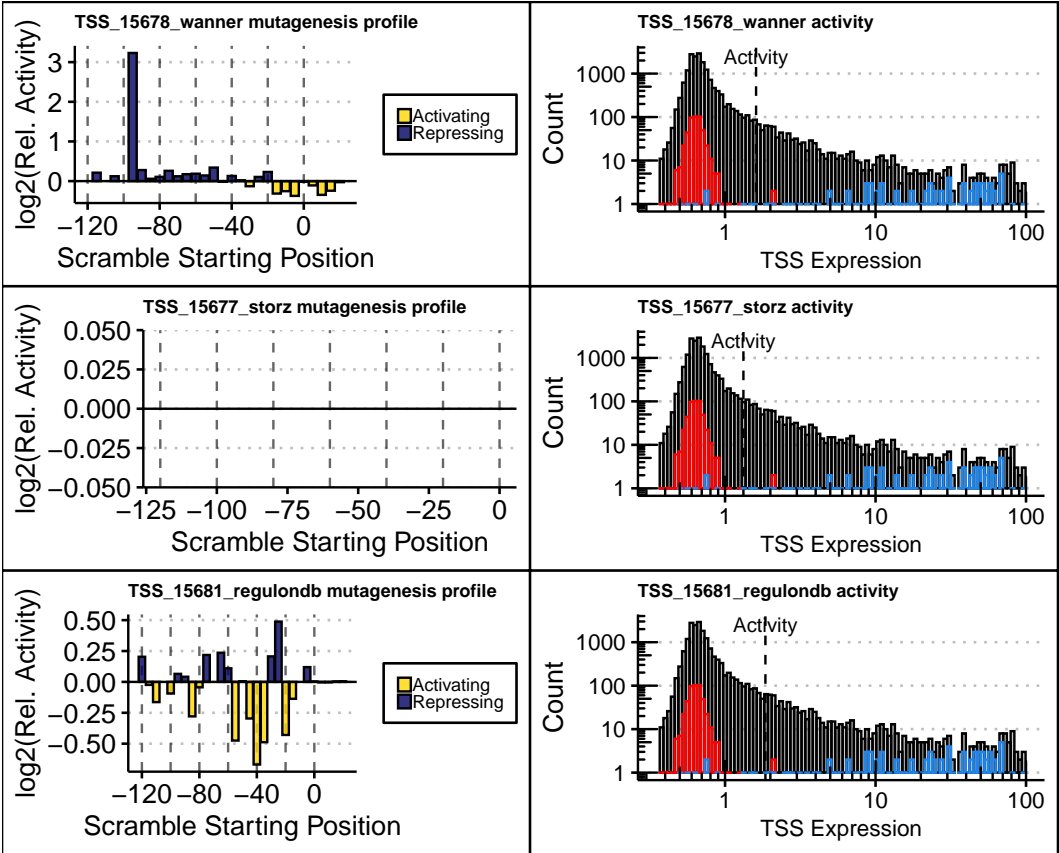 TSS_15678_wanner mutagenesis profile
log2(Rel. Activity)
3
2
1
0
−120 −80 −40 0
Scramble Starting Position
Activating
Repressing
TSS_15678_wanner activity
Activity
Count
1000
100
10
1
1 10 100
TSS Expression
TSS_15677_storz mutagenesis profile
log2(Rel. Activity)
0.050
0.025
0.000
−0.025
−0.050
−125 −100 −75 −50 −25 0
Scramble Starting Position
TSS_15677_storz activity
Activity
Count
1000
100
10
1
1 10 100
TSS Expression
TSS_15681_regulondb mutagenesis profile
log2(Rel. Activity)
0.50
0.25
0.00
−0.25
−0.50
−120 −80 −40 0
Scramble Starting Position
Activating
Repressing
TSS_15681_regulondb activity
Activity
Count
1000
100
10
1
1 10 100
TSS Expression